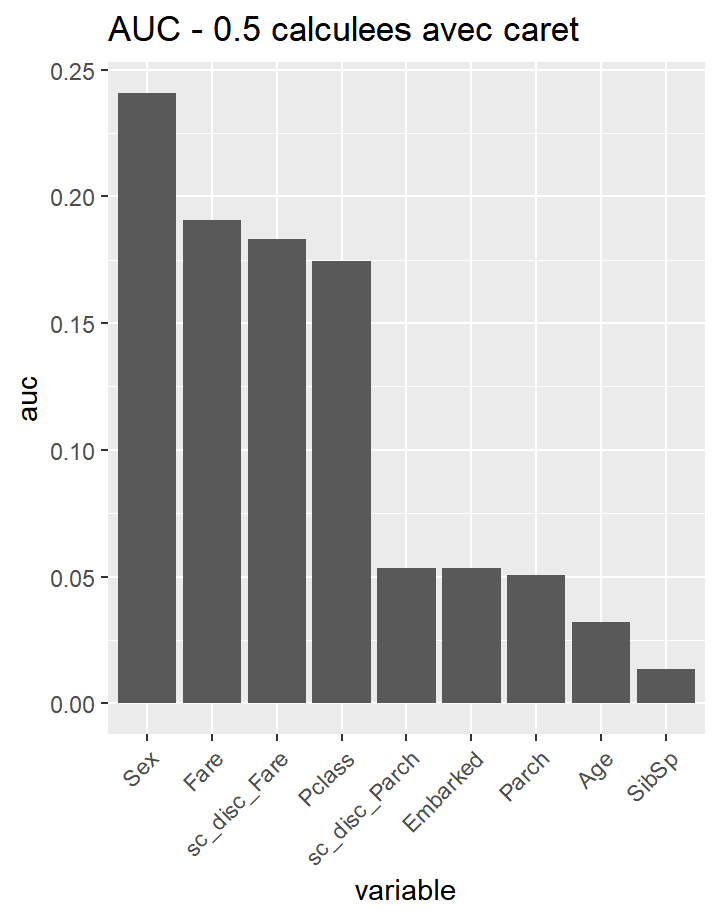 AUC - 0.5 calculees avec caret
auc
0.25
0.20
0.15
0.10
0.05
0.00
Sex
Fare
sc_disc_Fare
Pclass
sc_disc_Parch
Embarked
Parch
Age
SibSp
variable